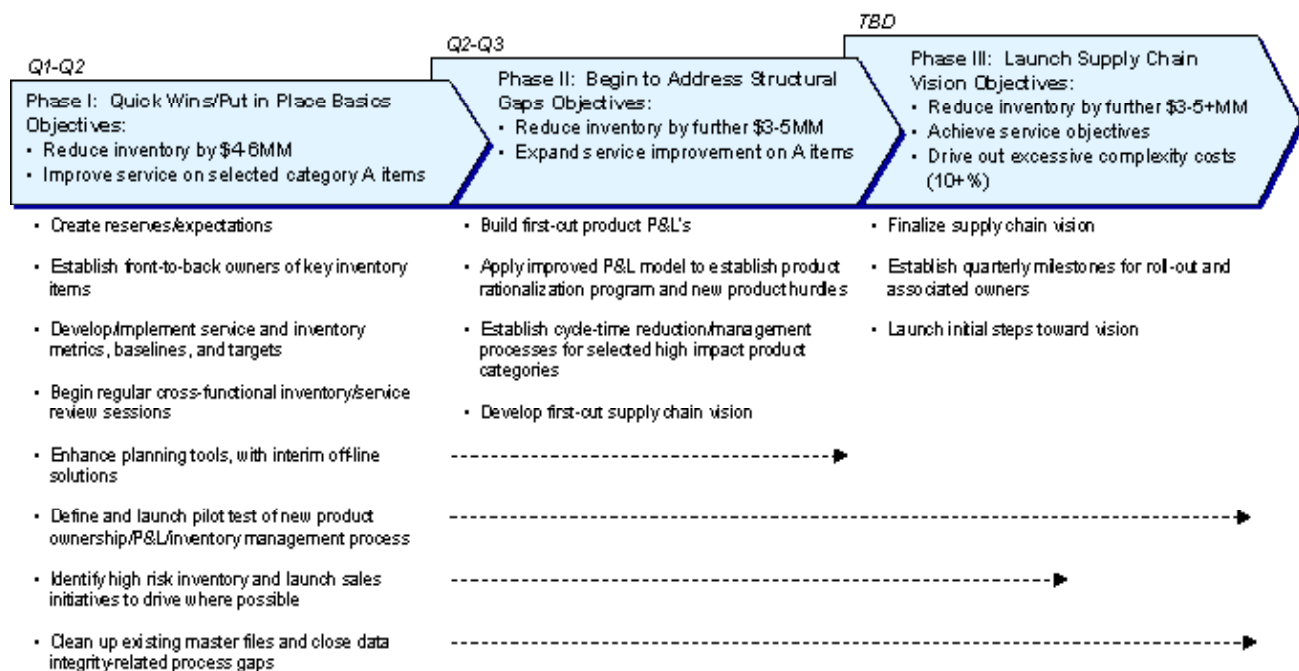 Q1-Q2
Phase I: Quick Wins/Put in Place Basics
Objectives:
• Reduce inventory by $4-6MM
• Improve service on selected category A items
• Create reserves/expectations
• Establish front-to-back owners of key inventory
items
• Develop/Implement service and inventory
metrics, baselines, and targets
• Begin regular cross-functional inventory/service
review sessions
• Enhance planning tools, with interim off-line
solutions
• Define and launch pilot test of new product
ownership/P&L/inventory management process
• Identify high risk inventory and launch sales
initiatives to drive where possible
• Clean up existing master files and close data
integrity-related process gaps
Q2-Q3
Phase II: Begin to Address Structural
Gaps Objectives:
• Reduce inventory by further $3-5MM
• Expand service improvement on A items
• Build first-cut product P&L's
• Apply improved P&L model to establish product
rationalization program and new product hurdles
• Establish cycle-time reduction/management
processes for selected high impact product
categories
• Develop first-cut supply chain vision
TBD
Phase III: Launch Supply Chain
Vision Objectives:
• Reduce inventory by further $3-5+MM
• Achieve service objectives
• Drive out excessive complexity costs
(10+%)
• Finalize supply chain vision
• Establish quarterly milestones for roll-out and
associated owners
• Launch initial steps toward vision